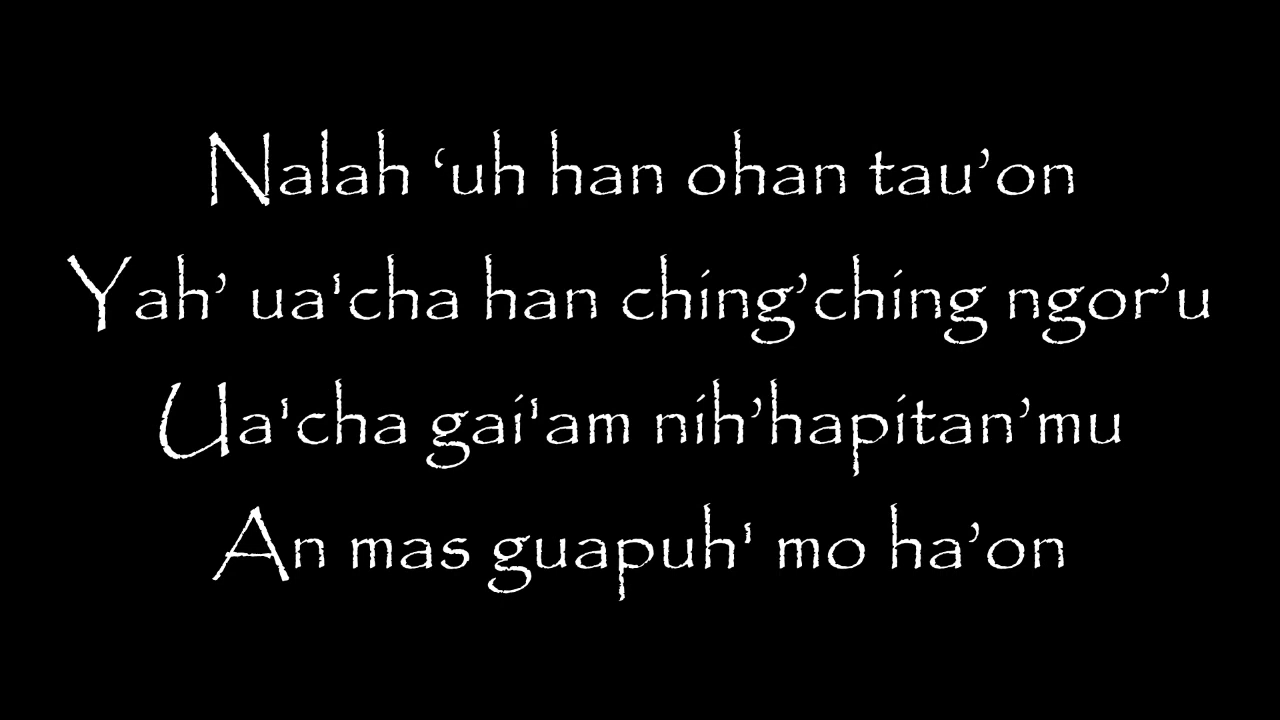 Nalah ‘uh han ohan tau’on
Yah’ ua'cha han ching’ching ngor’u
Ua'cha gai'am nih’hapitan’mu
An mas guapuh' mo ha’on